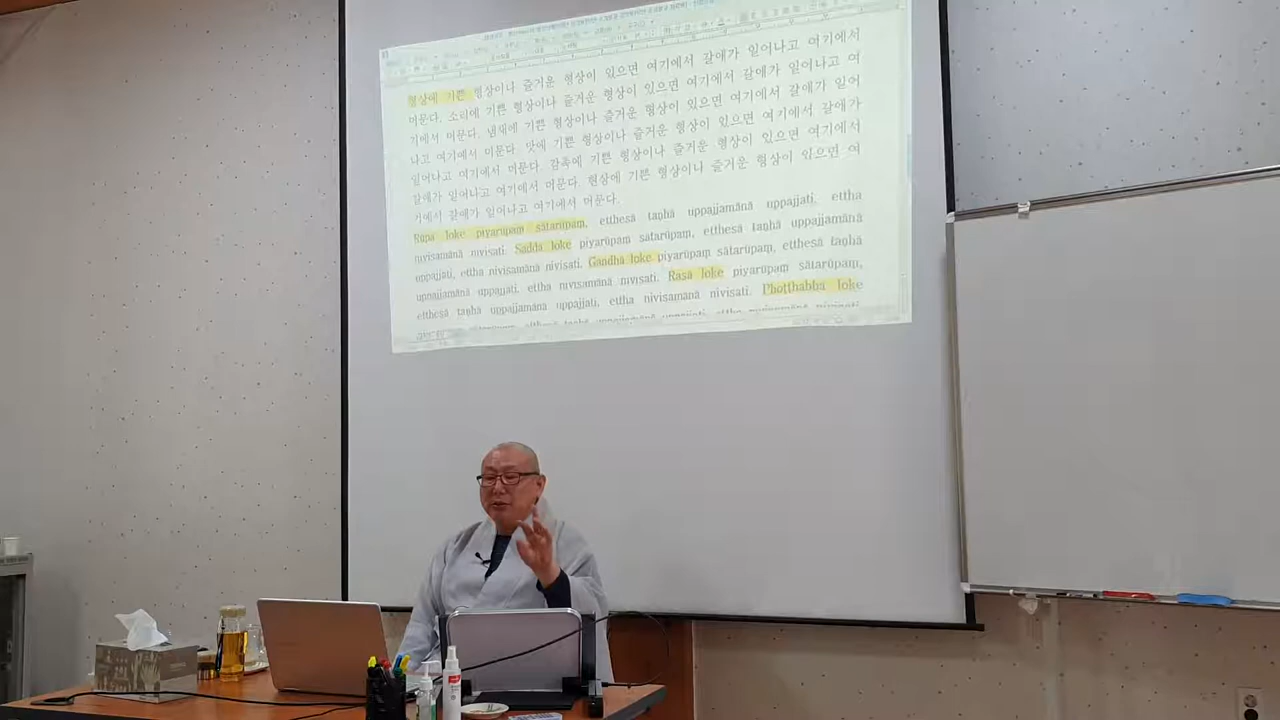 형상에 기쁜 형상이나 즐거운 형상이 있으면 여기에서 갈애가 일어나고 여기에서
머문다. 소리에 기쁜 형상이나 즐거운 형상이 있으면 여기에서 갈애가 일어나고 여
기에서 머문다. 냄새에 기쁜 형상이나 즐거운 형상이 있으면 여기에서 갈애가 일어
나고 여기에서 머문다. 맛에 기쁜 형상이나 즐거운 형상이 있으면 여기에서 갈애가
일어나고 여기에서 머문다. 감촉에 기쁜 형상이나 즐거운 형상이 있으면 여기에서
갈애가 일어나고 여기에서 머문다. 현상에 기쁜 형상이나 즐거운 형상이 있으면 여
기에서 갈애가 일어나고 여기에서 머문다.
Rūpa loke piyarūpaṃ sātarūpaṃ, etthesā taṇhā uppajjamānā uppajjati, ettha
nivisamānā nivisati. Sadda loke piyarūpaṃ sātarūpaṃ, etthesā taṇhā uppajjamānā
uppajjati, ettha nivisamānā nivisati. Gandha loke piyarūpaṃ sātarūpaṃ, etthesā taṇhā
uppajjamānā uppajjati, ettha nivisamānā nivisati. Rasa loke piyarūpaṃ sātarūpaṃ,
etthesā taṇhā uppajjamānā uppajjati, ettha nivisamānā nivisati. Phoṭṭhabba loke